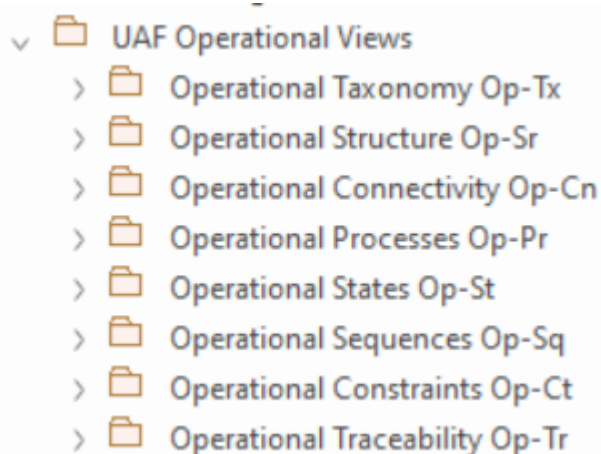 UAF Operational Views
Operational Taxonomy Op-Tx
Operational Structure Op-Sr
Operational Connectivity Op-Cn
Operational Processes Op-Pr
Operational States Op-St
Operational Sequences Op-Sq
Operational Constraints Op-Ct
Operational Traceability Op-Tr